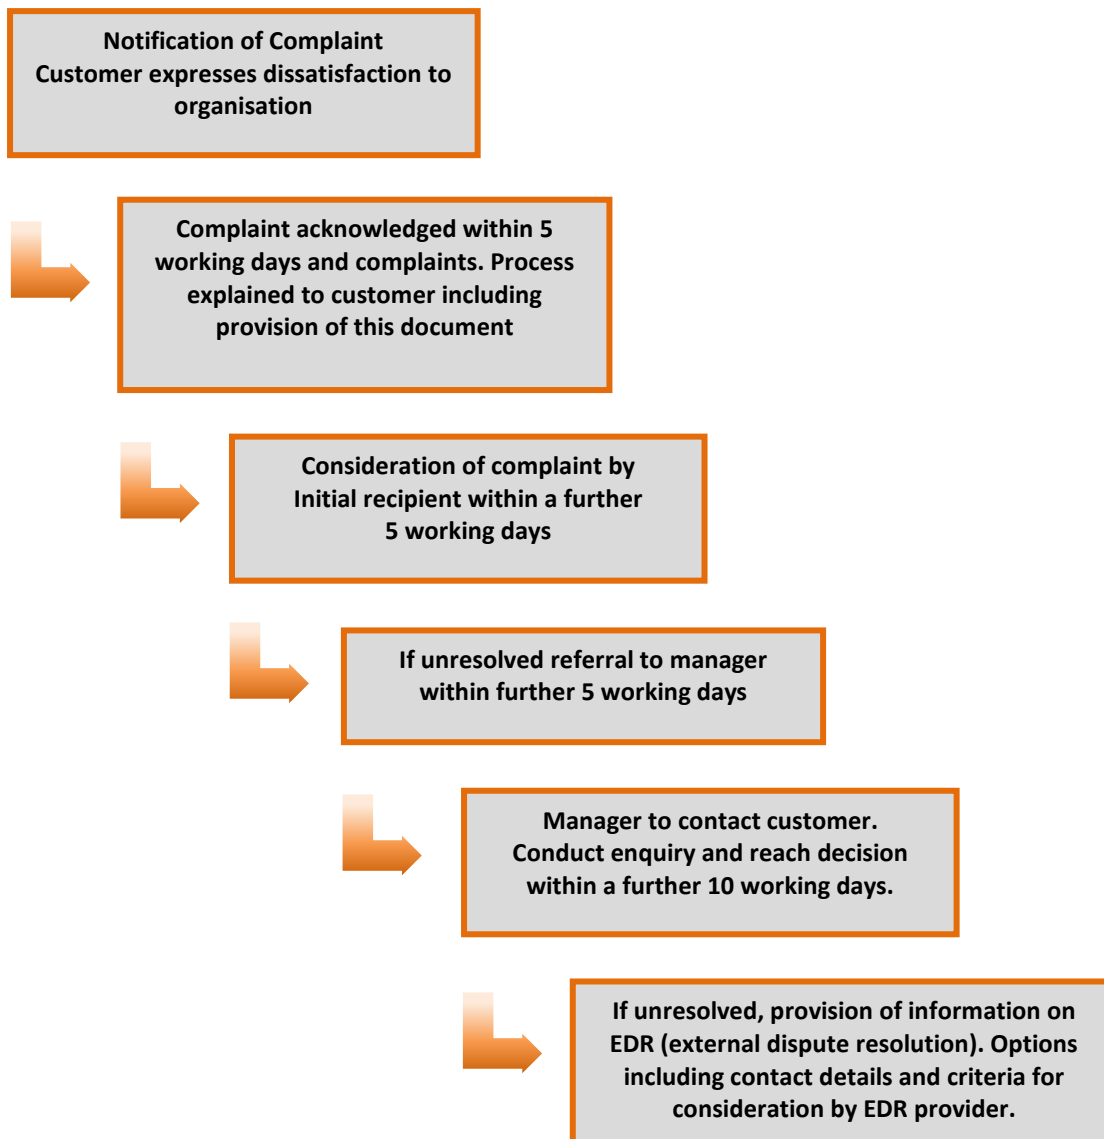 Notification of Complaint
Customer expresses dissatisfaction to
organisation
Complaint acknowledged within 5
working days and complaints. Process
explained to customer including
provision of this document
Consideration of complaint by
Initial recipient within a further
5 working days
If unresolved referral to manager
within further 5 working days
Manager to contact customer.
Conduct enquiry and reach decision
within a further 10 working days.
If unresolved, provision of information on
EDR (external dispute resolution). Options
including contact details and criteria for
consideration by EDR provider.